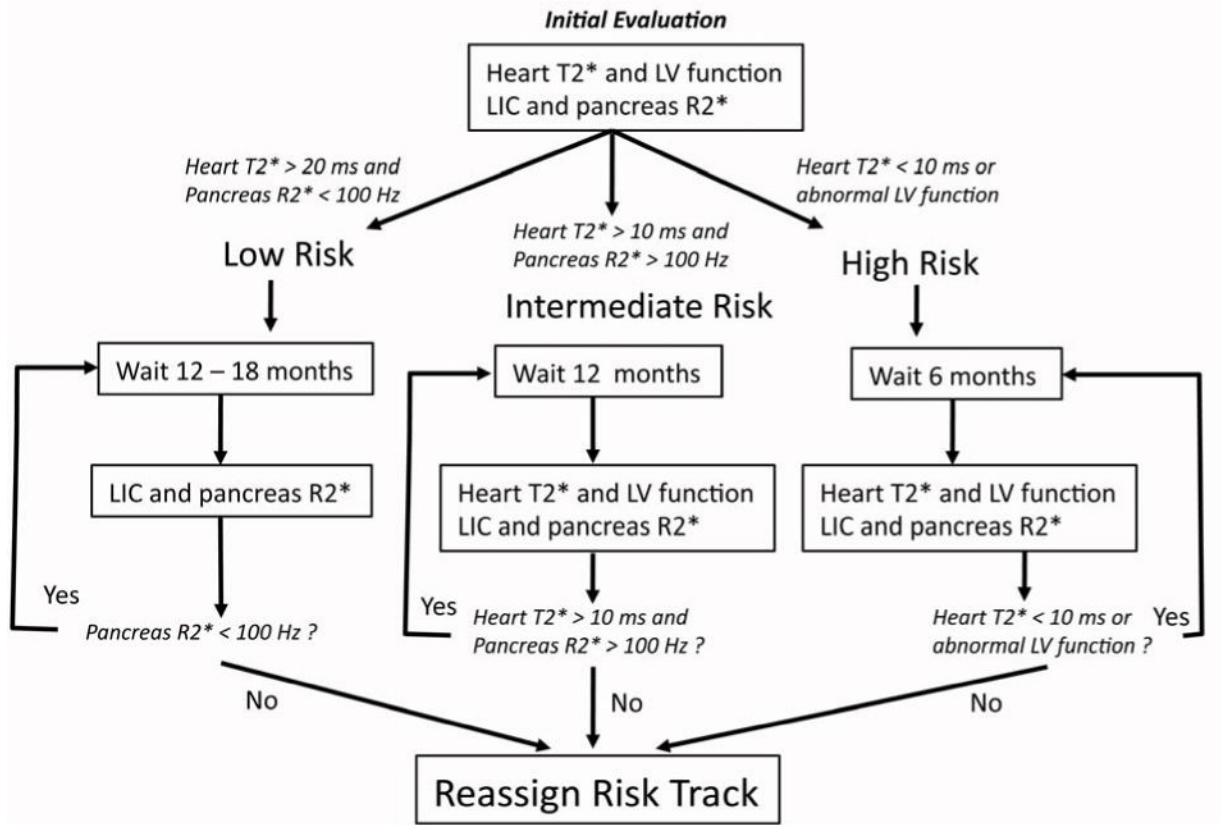 Initial Evaluation
Heart T2* and LV function
LIC and pancreas R2*
Heart T2* > 20 ms and
Pancreas R2* < 100 Hz
Heart T2* > 10 ms and
Pancreas R2* > 100 Hz
Heart T2* < 10 ms or
abnormal LV function
Low Risk
Intermediate Risk
High Risk
Wait 12 – 18 months
Wait 12 months
Wait 6 months
LIC and pancreas R2*
Heart T2* and LV function
LIC and pancreas R2*
Heart T2* and LV function
LIC and pancreas R2*
Yes
Pancreas R2* < 100 Hz ?
Yes
Heart T2* > 10 ms and
Pancreas R2* > 100 Hz ?
Heart T2* < 10 ms or
abnormal LV function ?
Yes
No
No
No
Reassign Risk Track